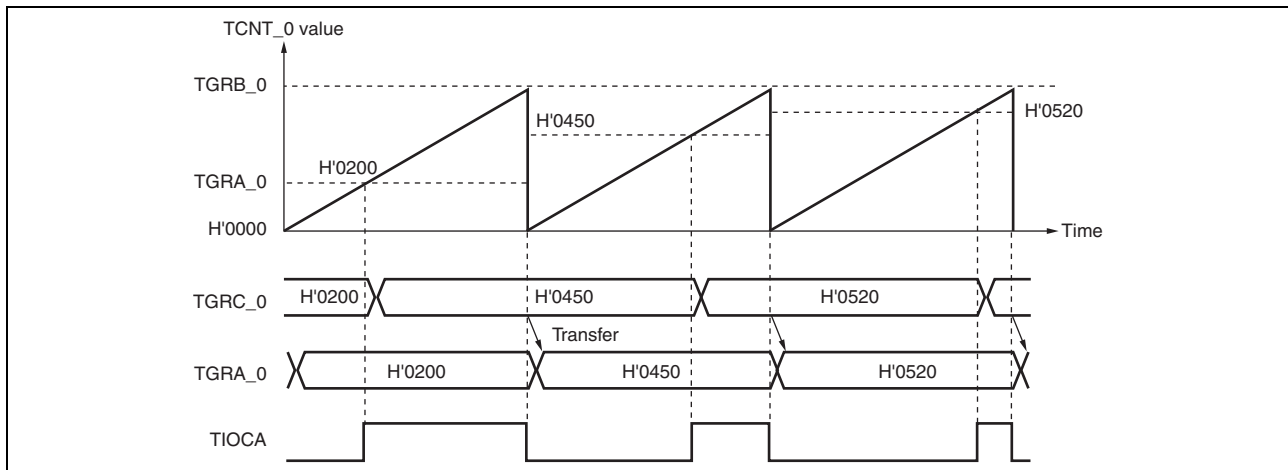 TCNT_0 value
TGRB_0
H'0520
H'0450
H'0200
TGRA_0
H'0000
Time
TGRC_0
H'0200
H'0450
H'0520
Transfer
TGRA_0
H'0200
H'0450
H'0520
TIOCA